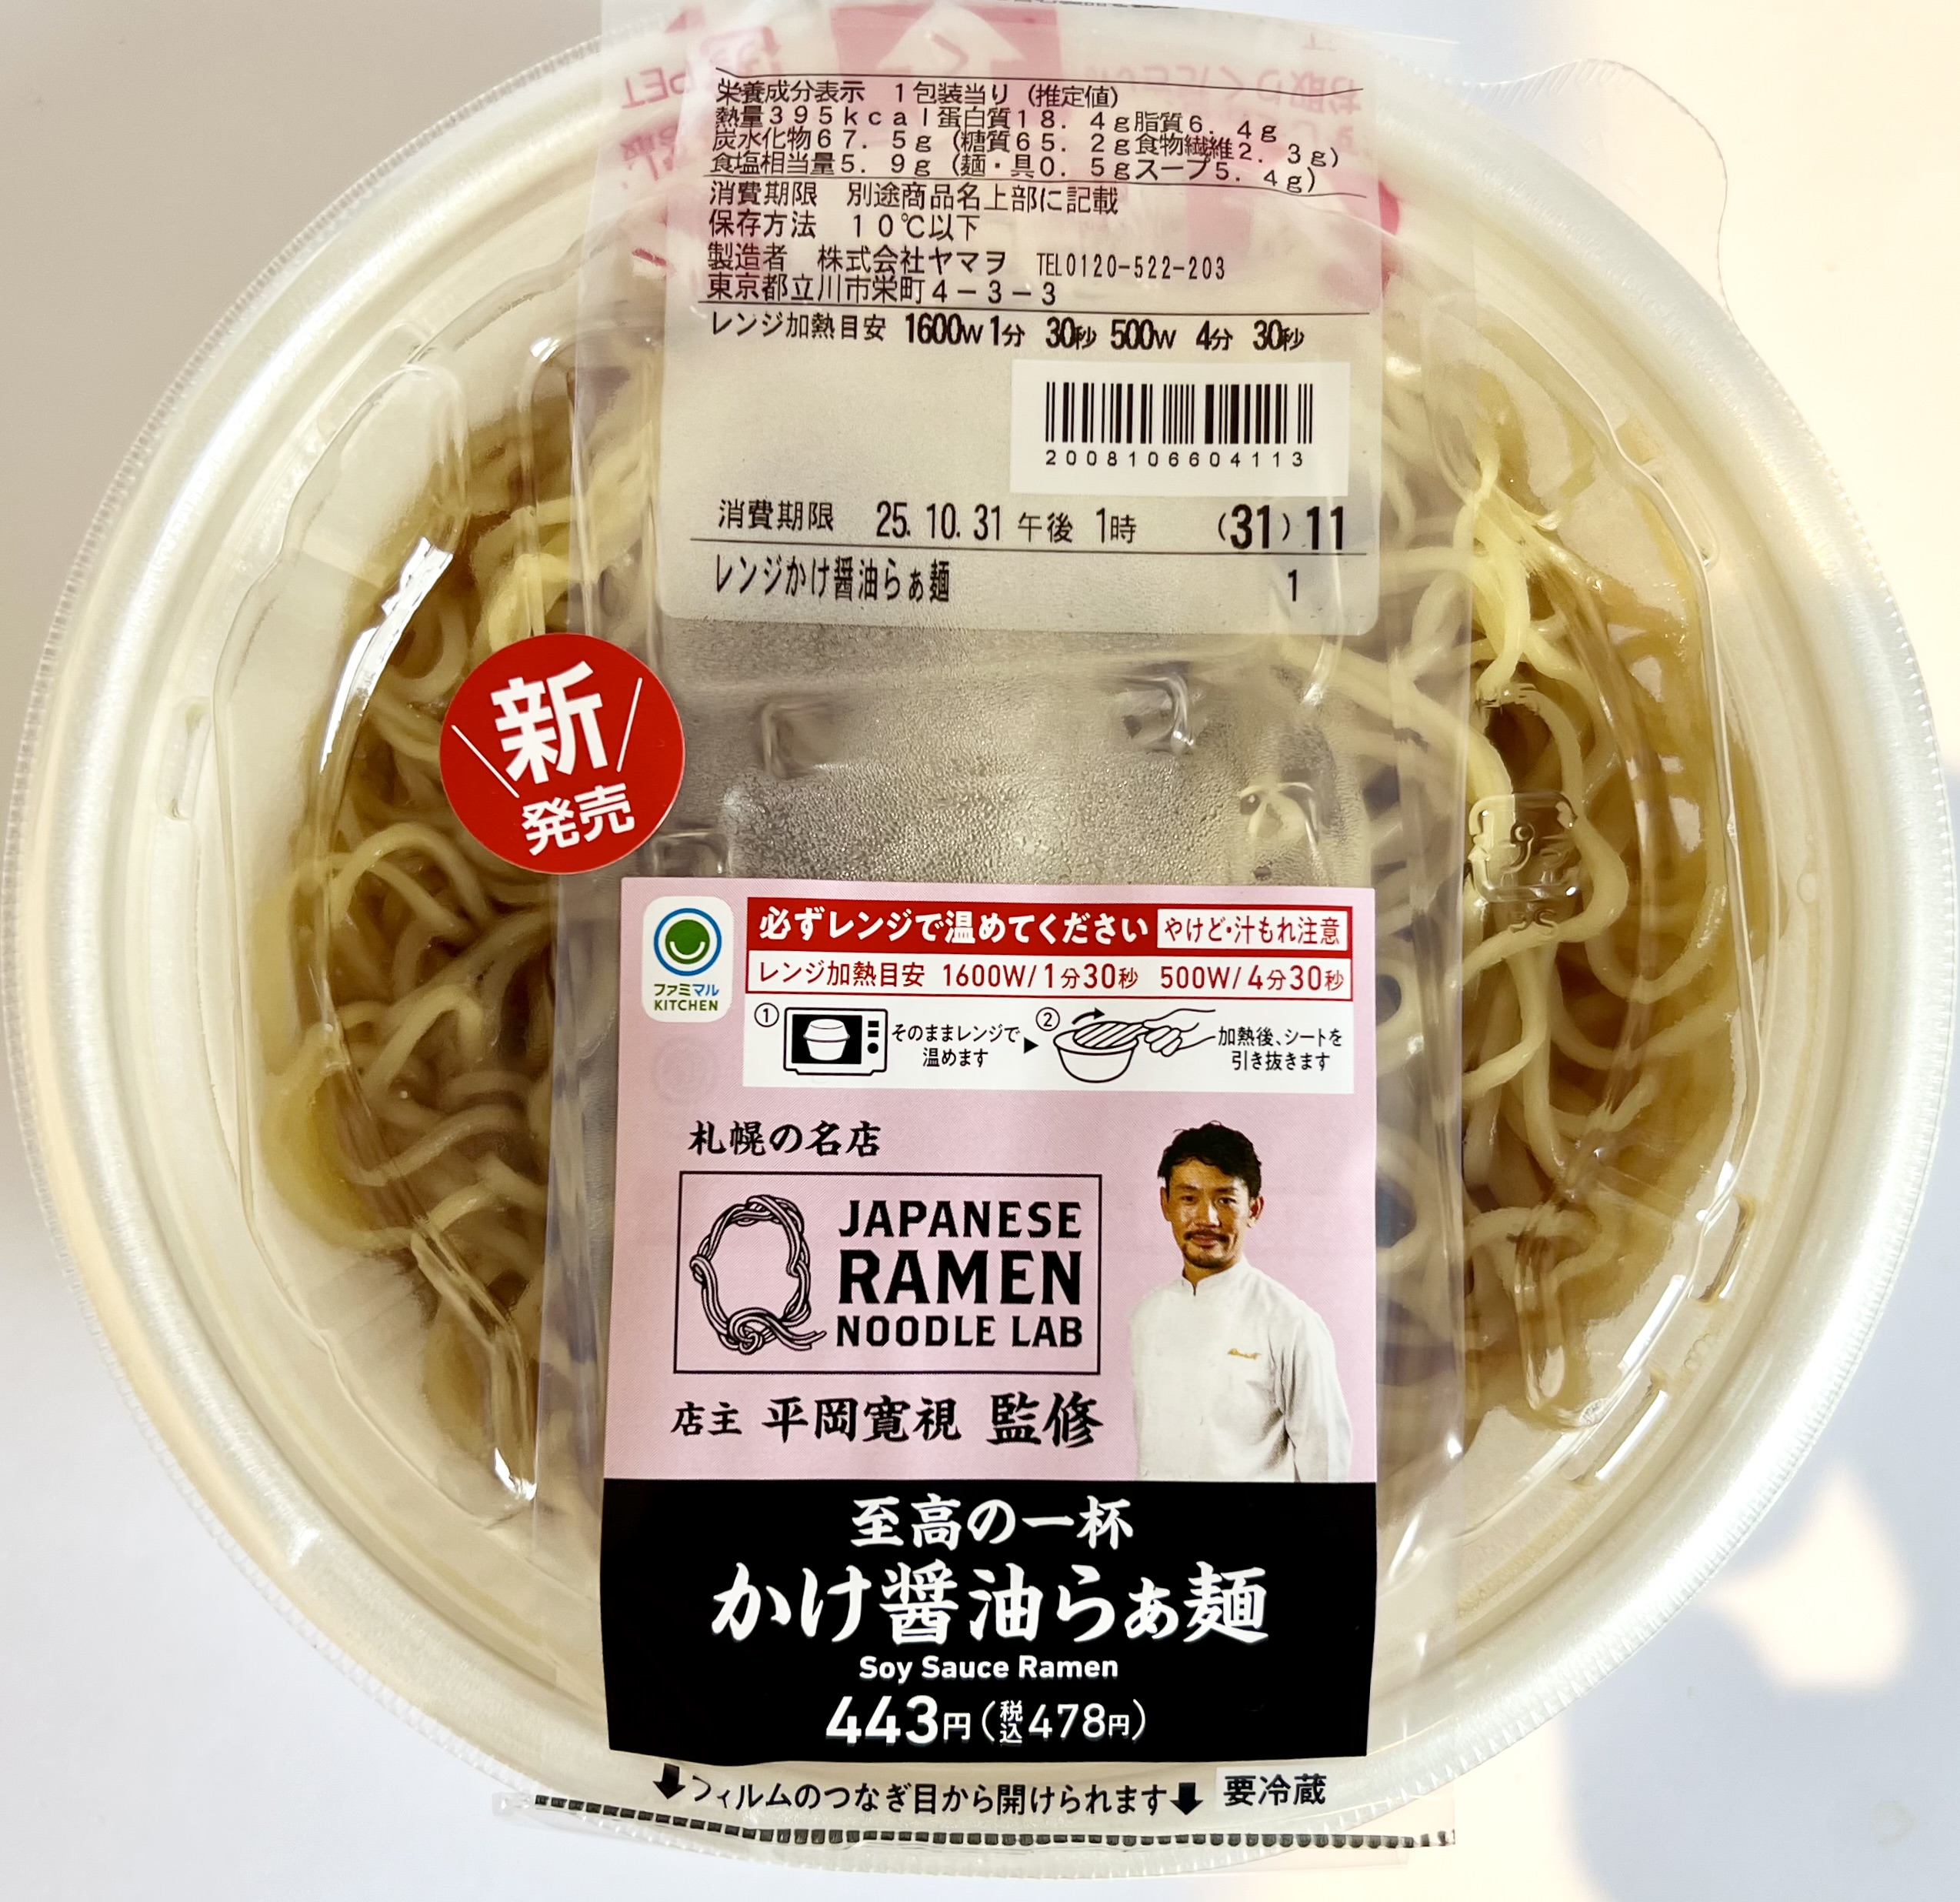 栄養成分表示 1包装当り(推定値)
熱量395kcal蛋白質18.4g脂質6.4g
炭水化物67.5g(糖質65.2g食物繊維2.3g)
食塩相当量5.9g(麺・具0.5gスープ5.4g)
消費期限 別途商品名上部に記載
保存方法 10℃以下
製造者 株式会社ヤマヲ TEL0120-522-203
東京都立川市栄町4-3-3
レンジ加熱目安 1600W 1分 30秒 500W 4分 30秒
2008106604113
消費期限 25.10.31 午後 1時 (31) 11
レンジかけ醤油らぁ麺 1
新
発売
ファミマル
KITCHEN
必ずレンジで温めてください やけど・汁もれ注意
レンジ加熱目安 1600W/1分30秒 500W/4分30秒
① そのままレンジで
温めます
▶
② 加熱後、シートを
引き抜きます
札幌の名店
JAPANESE
RAMEN
NOODLE LAB
Q
店主 平岡寛視 監修
至高の一杯
かけ醤油らぁ麺
Soy Sauce Ramen
443円(税込478円)
⬇フィルムのつなぎ目から開けられます⬇ 要冷蔵
PET